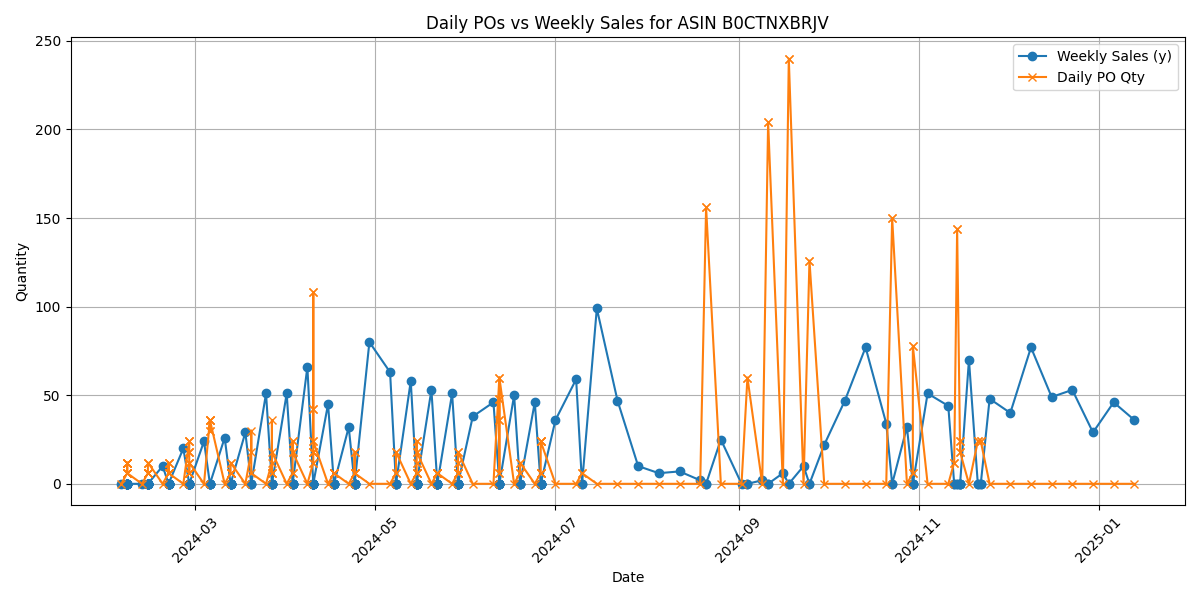 Daily POs vs Weekly Sales for ASIN B0CTNXBRJV
Weekly Sales (y)
Daily PO Qty
Quantity
250
200
150
100
50
0
2024-03
2024-05
2024-07
2024-09
2024-11
2025-01
Date